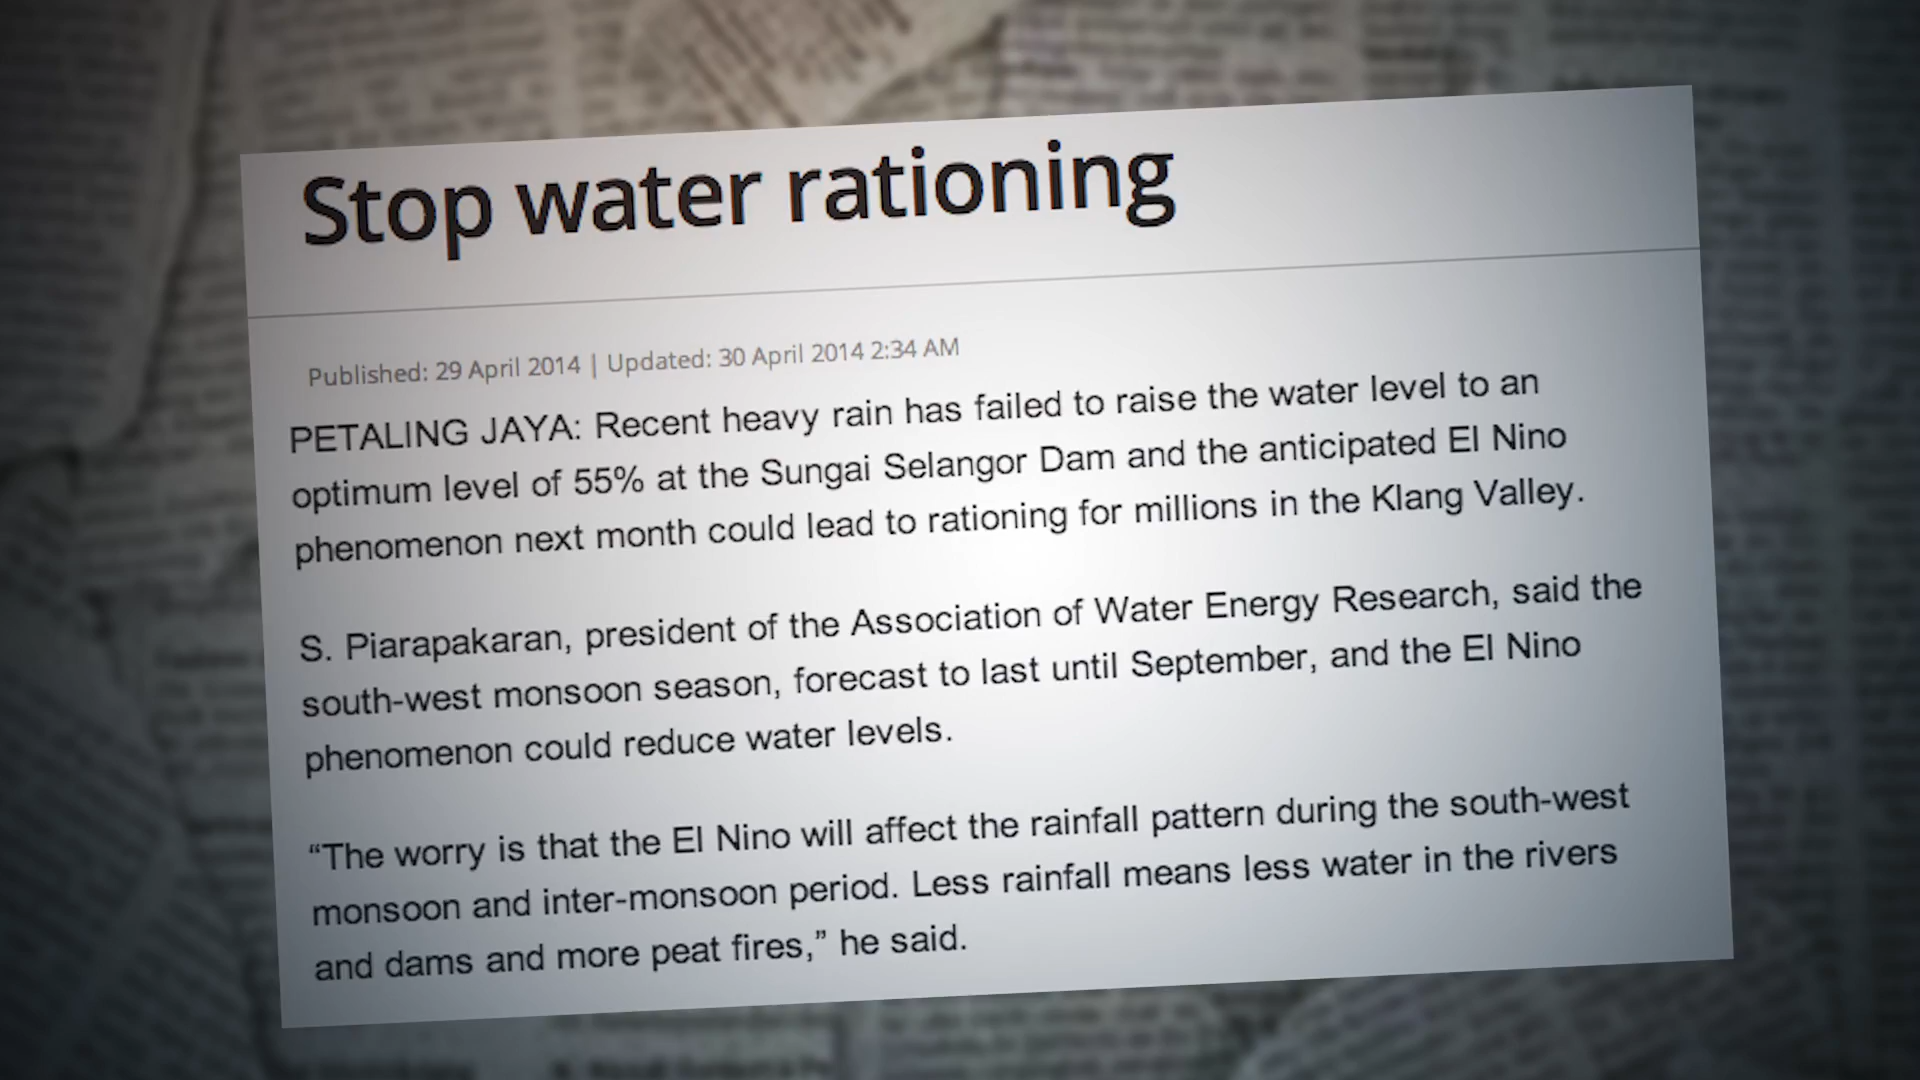 Stop water rationing
Published: 29 April 2014 | Updated: 30 April 2014 2:34 AM
PETALING JAYA: Recent heavy rain has failed to raise the water level to an
optimum level of 55% at the Sungai Selangor Dam and the anticipated El Nino
phenomenon next month could lead to rationing for millions in the Klang Valley.
S. Piarapakaran, president of the Association of Water Energy Research, said the
south-west monsoon season, forecast to last until September, and the El Nino
phenomenon could reduce water levels.
“The worry is that the El Nino will affect the rainfall pattern during the south-west
monsoon and inter-monsoon period. Less rainfall means less water in the rivers
and dams and more peat fires,” he said.